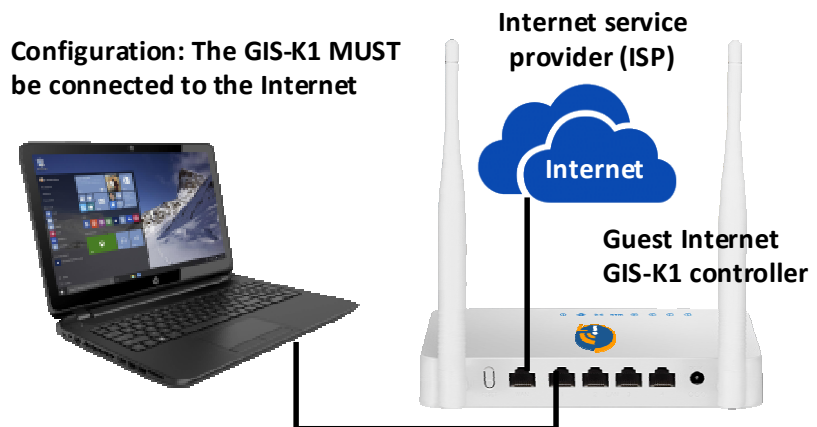 Configuration: The GIS-K1 MUST
be connected to the Internet
Internet service
provider (ISP)
Internet
Guest Internet
GIS-K1 controller